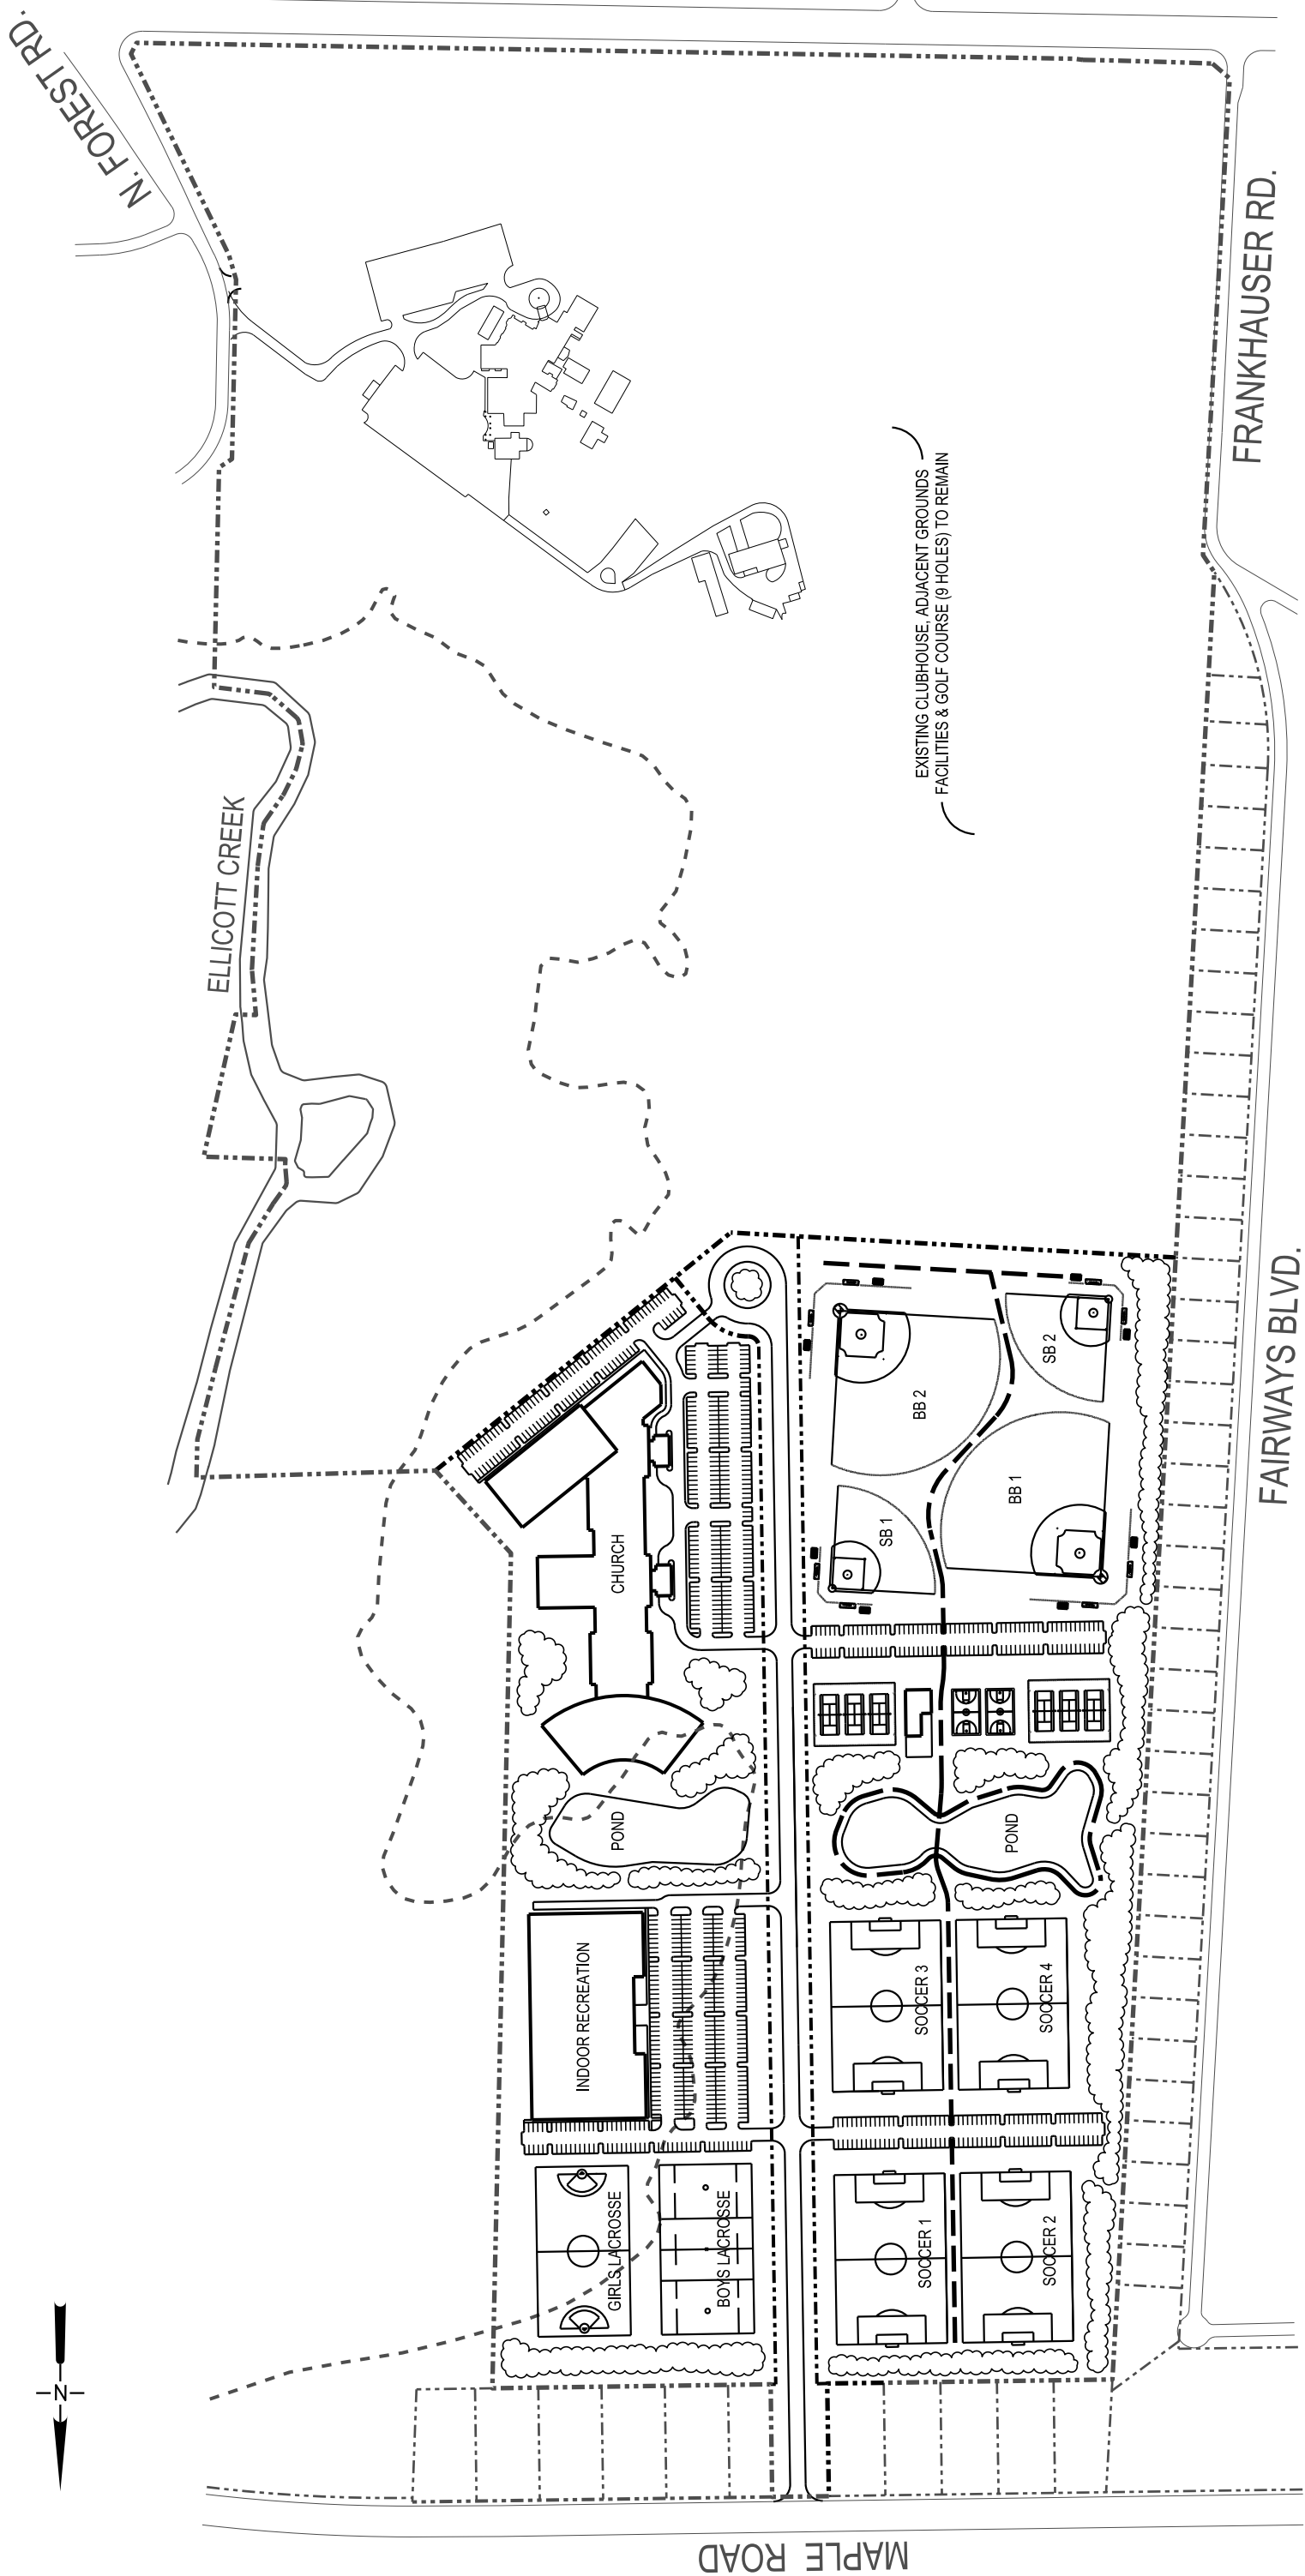 N. FOREST RD.
FRANKHAUSER RD.
EXISTING CLUBHOUSE, ADJACENT GROUNDS
FACILITIES & GOLF COURSE (9 HOLES) TO REMAIN
ELLICOTT CREEK
FAIRWAYS BLVD.
SB 2
BB 2
BB 1
SB 1
CHURCH
POND
POND
INDOOR RECREATION
SOCCER 3
SOCCER 4
GIRLS LACROSSE
BOYS LACROSSE
SOCCER 1
SOCCER 2
N
MAPLE ROAD